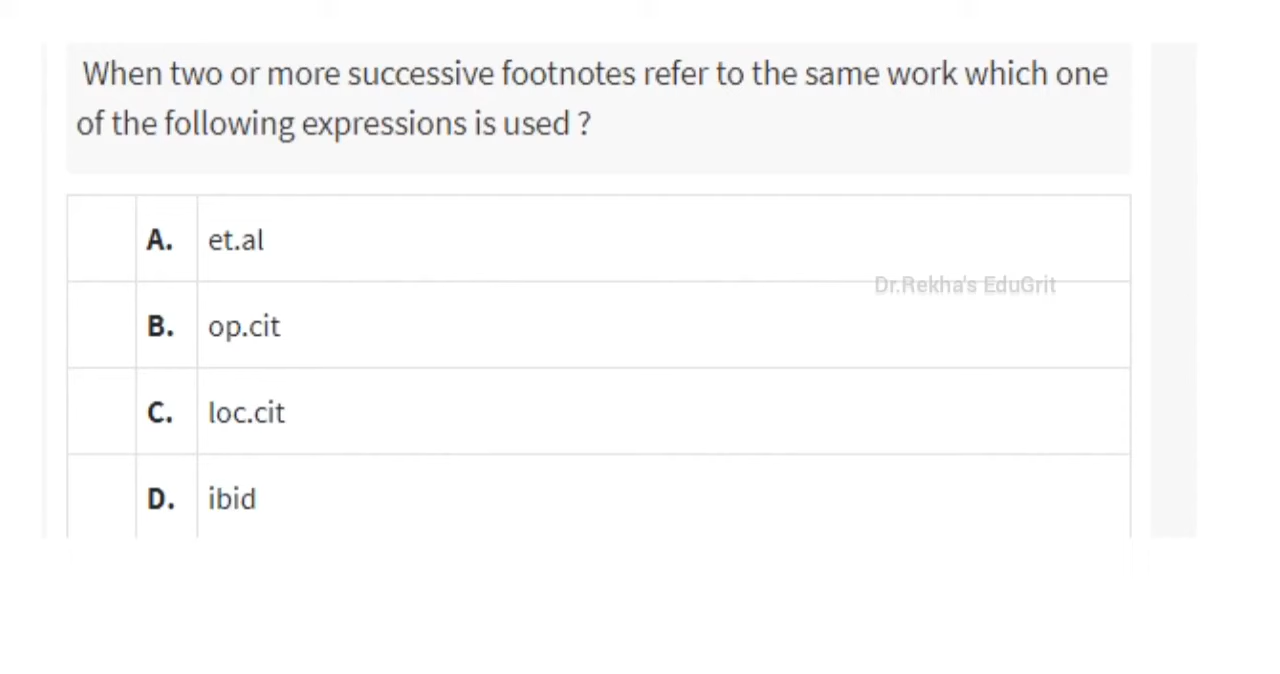 When two or more successive footnotes refer to the same work which one
of the following expressions is used ?
A. et.al
Dr.Rekha's EduGrit
B. op.cit
C. loc.cit
D. ibid